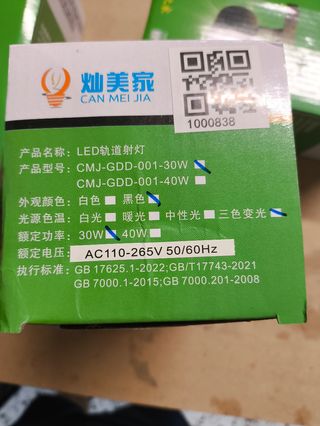 灿美家
CAN MEI JIA
1000838
产品名称: LED轨道射灯
产品型号: CMJ-GDD-001-30W
CMJ-GDD-001-40W
外观颜色: 白色 黑色
光源色温: 白光 暖光 中性光 三色变光
额定功率: 30W 40W
额定电压: AC110-265V 50/60Hz
执行标准: GB 17625.1-2022;GB/T17743-2021
GB 7000.1-2015;GB 7000.201-2008